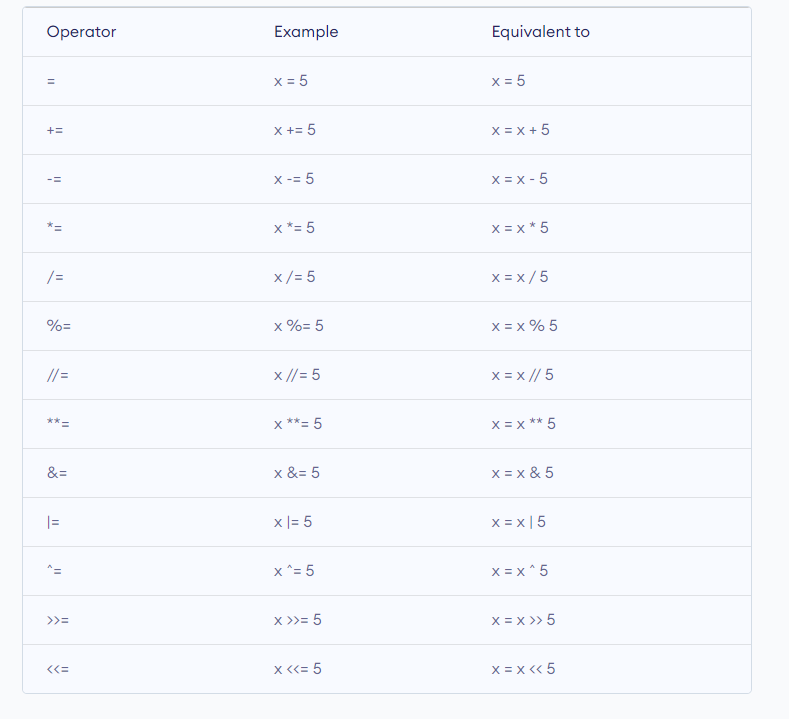 Operator Example Equivalent to
= x = 5 x = 5
+= x += 5 x = x + 5
-= x -= 5 x = x - 5
*= x *= 5 x = x * 5
/= x /= 5 x = x / 5
%= x %= 5 x = x % 5
//= x //= 5 x = x // 5
**= x **= 5 x = x ** 5
&= x &= 5 x = x & 5
|= x |= 5 x = x | 5
^= x ^= 5 x = x ^ 5
>>= x >>= 5 x = x >> 5
<<= x <<= 5 x = x << 5